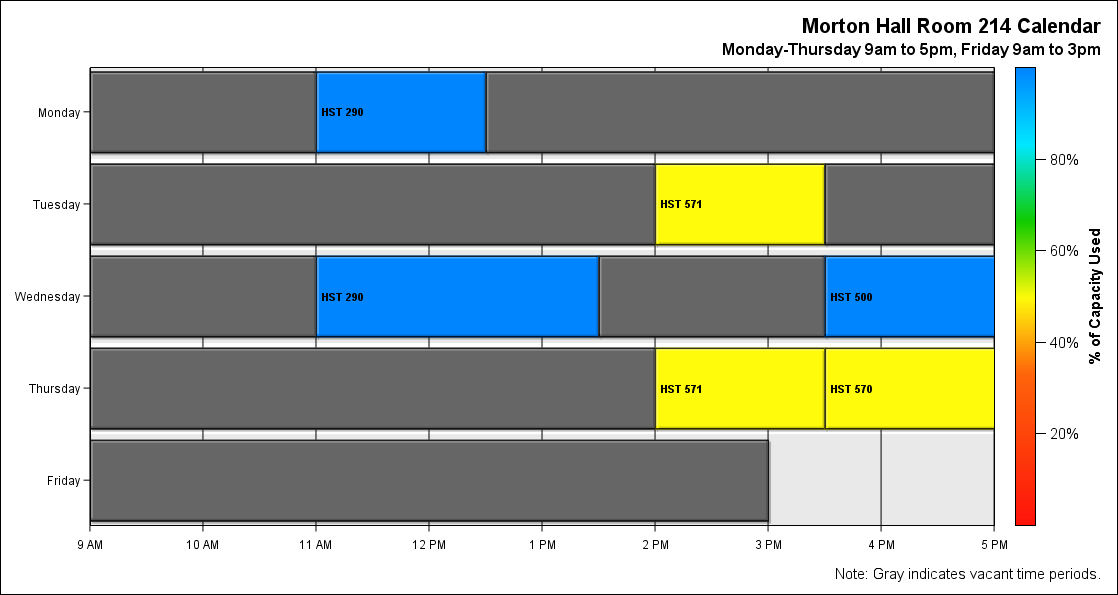 Morton Hall Room 214 Calendar
Monday-Thursday 9am to 5pm, Friday 9am to 3pm
Monday
HST 290
Tuesday
HST 571
Wednesday
HST 290
HST 500
Thursday
HST 571
HST 570
Friday
9 AM
10 AM
11 AM
12 PM
1 PM
2 PM
3 PM
4 PM
5 PM
80%
60%
40%
20%
% of Capacity Used
Note: Gray indicates vacant time periods.